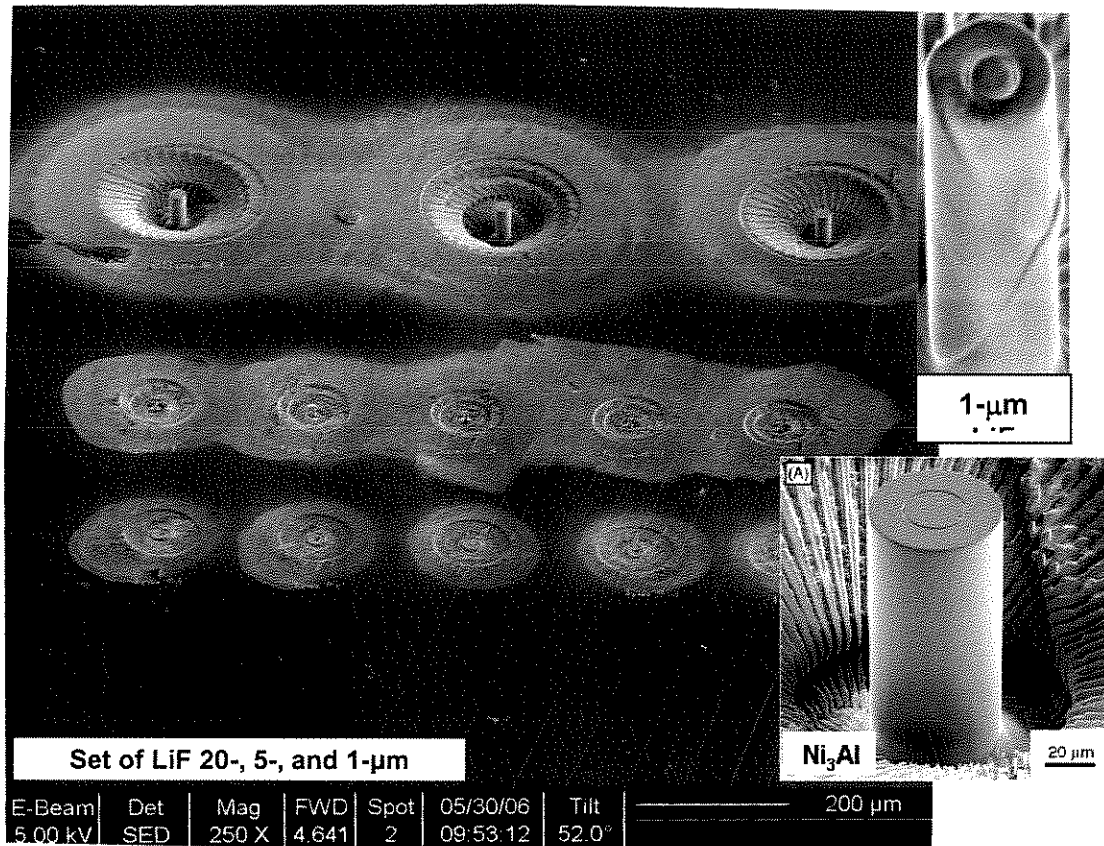 1-μm
(A)
Ni₃Al
20 μm
Set of LiF 20-, 5-, and 1-μm
E-Beam Det Mag FWD Spot 05/30/06 Tilt 200 μm
5.00 kV SED 250 X 4.641 2 09:53:12 52.0°